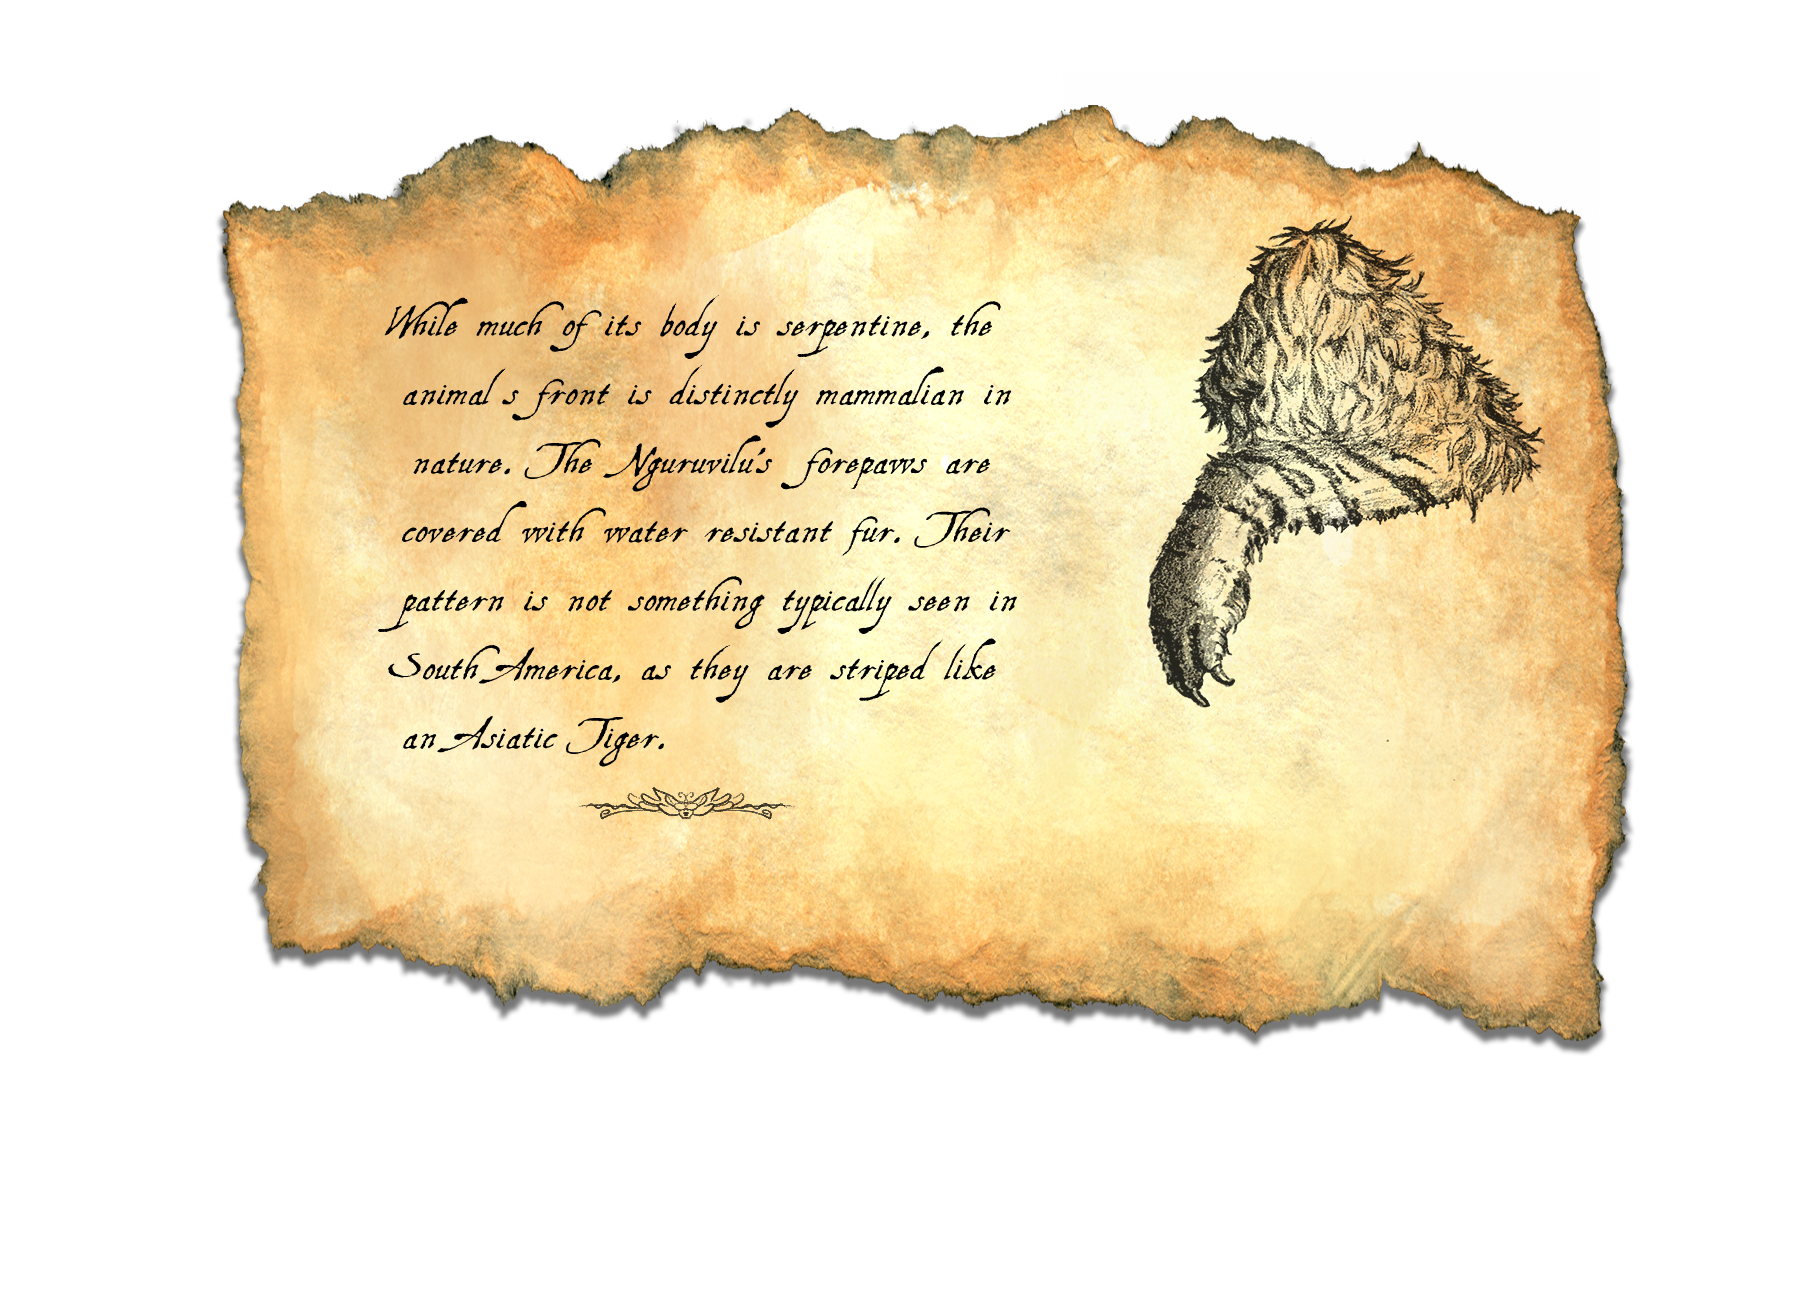 While much of its body is serpentine, the
animal s front is distinctly mammalian in
nature. The Nguruvilu's forepaws are
covered with water resistant fur. Their
pattern is not something typically seen in
South America, as they are striped like
an Asiatic Tiger.